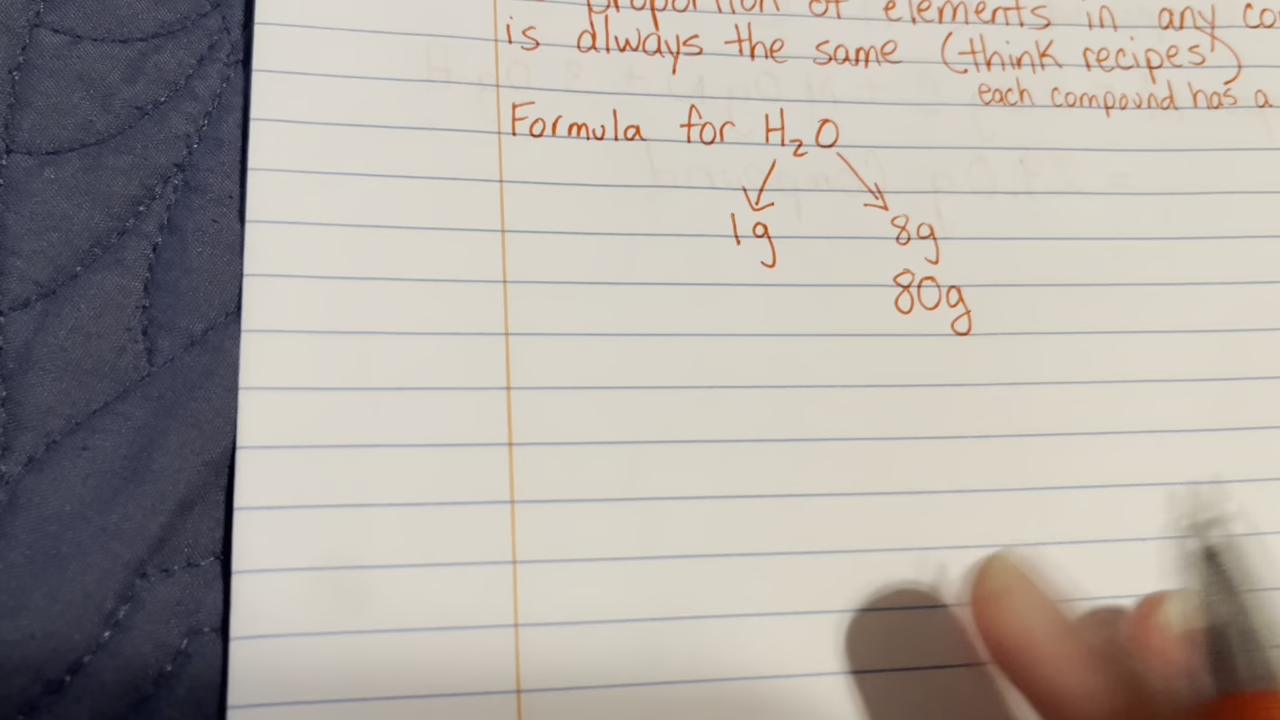 proportion of elements in any
is always the same (think recipes)
each compound has a
Formula for H₂O
1g 8g
80g